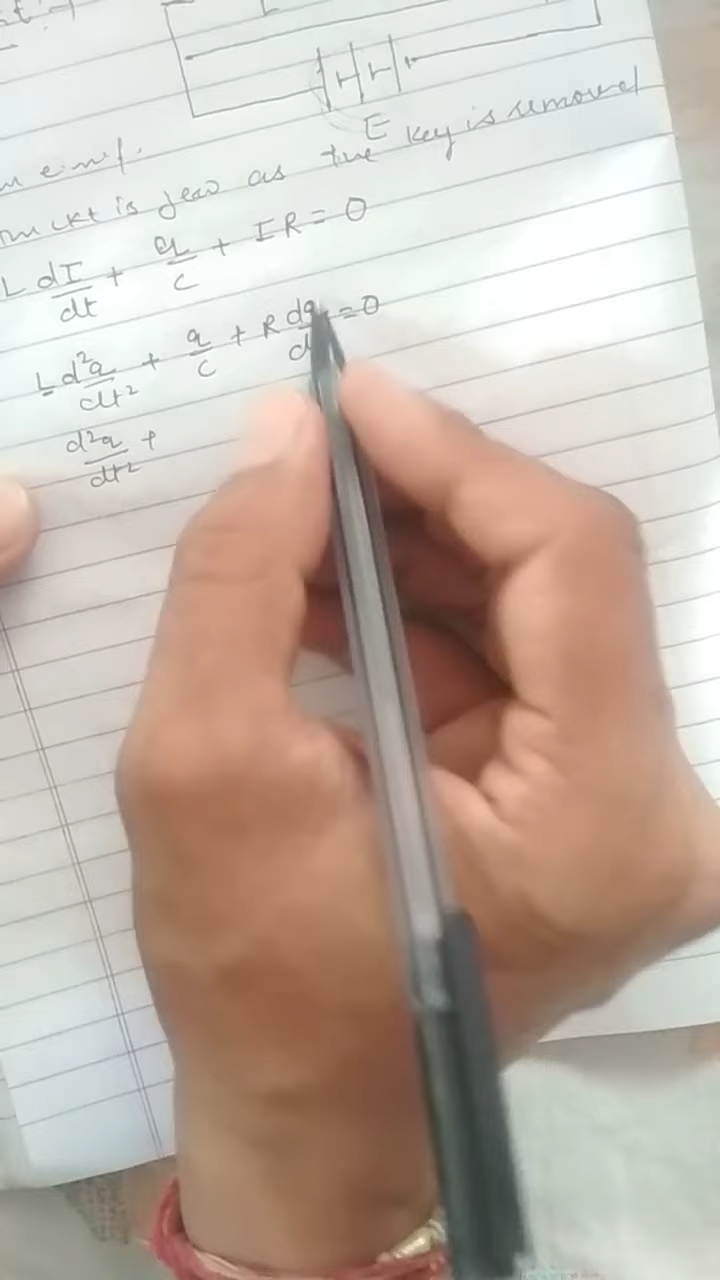 E
emf.
ckt is zero as the key is removed
L dI/dt + q/c + IR = 0
L d²q/dt² + q/c + R dq/d = 0
d²q/dt² +